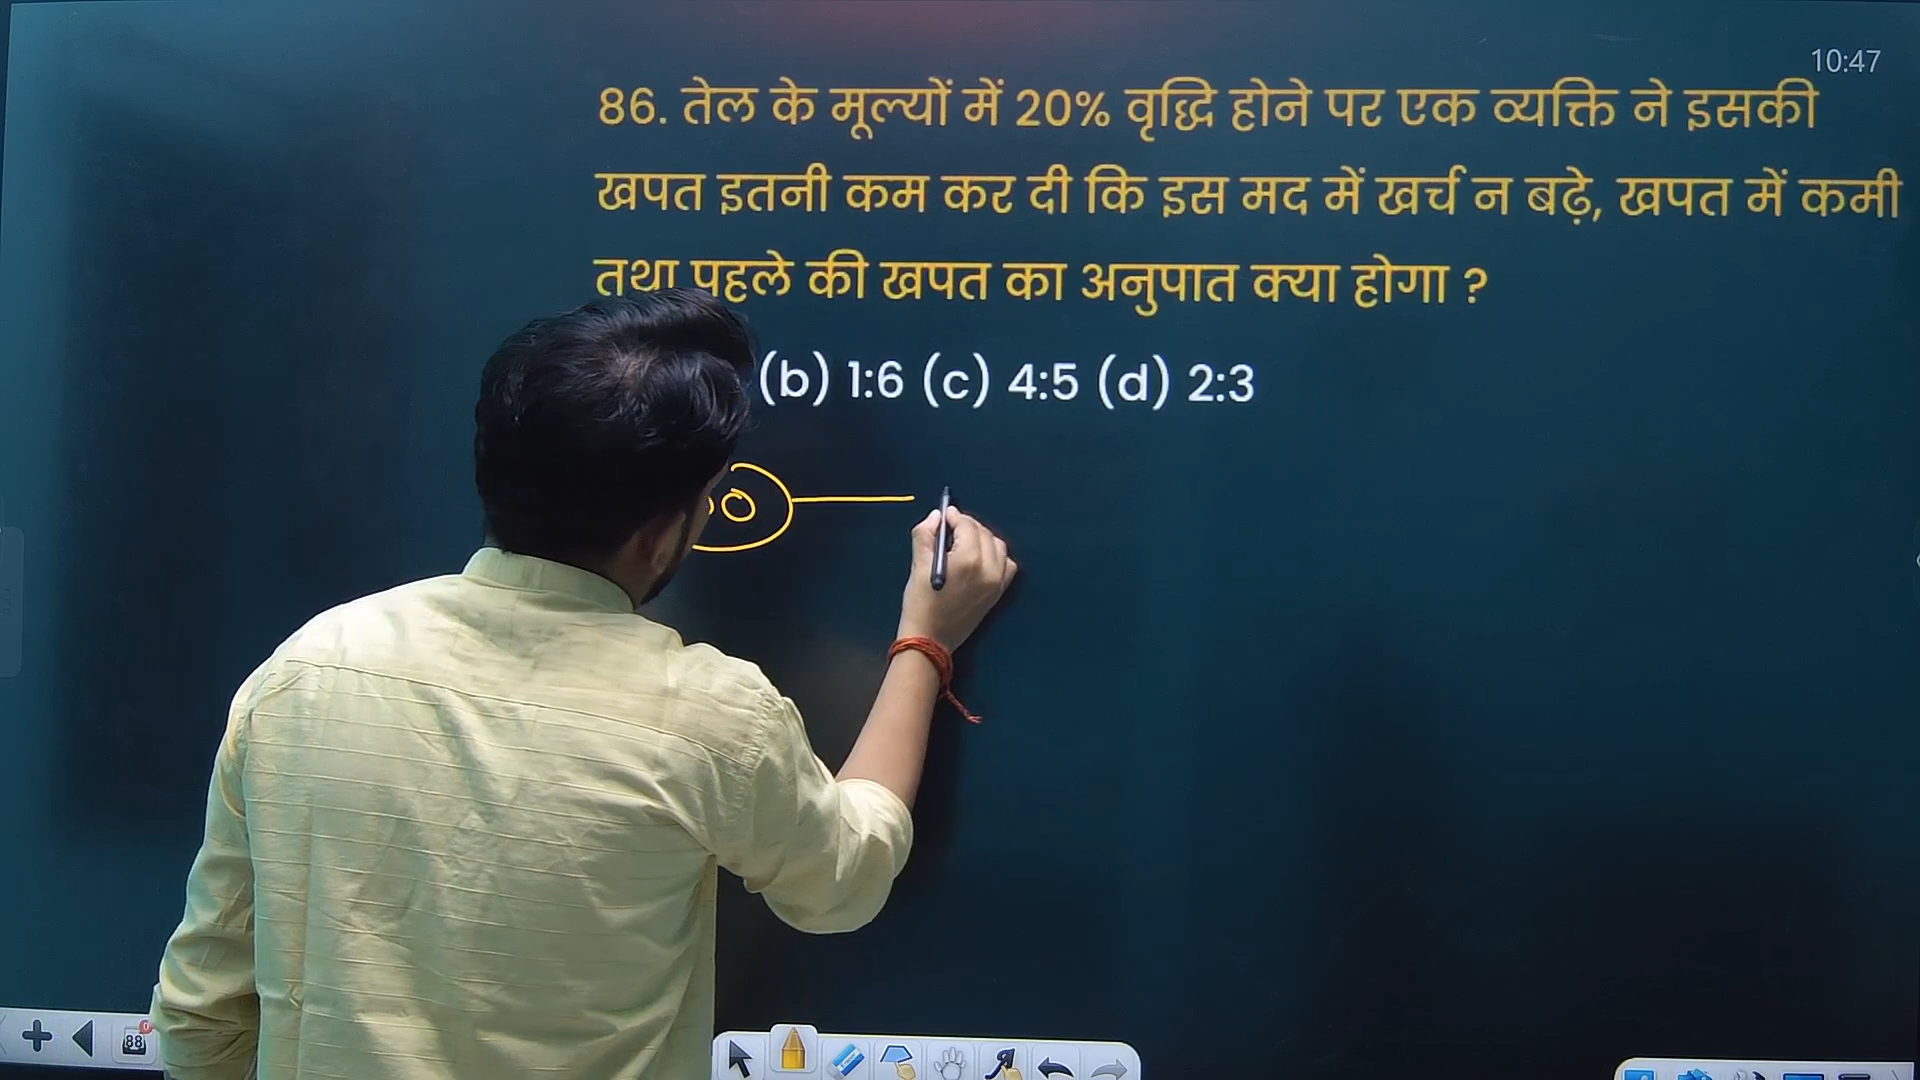 10:47
86. तेल के मूल्यों में 20% वृद्धि होने पर एक व्यक्ति ने इसकी
खपत इतनी कम कर दी कि इस मद में खर्च न बढ़े, खपत में कमी
तथा पहले की खपत का अनुपात क्या होगा ?
(b) 1:6 (c) 4:5 (d) 2:3
88